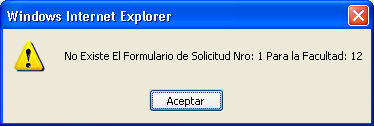 Windows Internet Explorer
No Existe El Formulario de Solicitud Nro: 1 Para la Facultad: 12
Aceptar